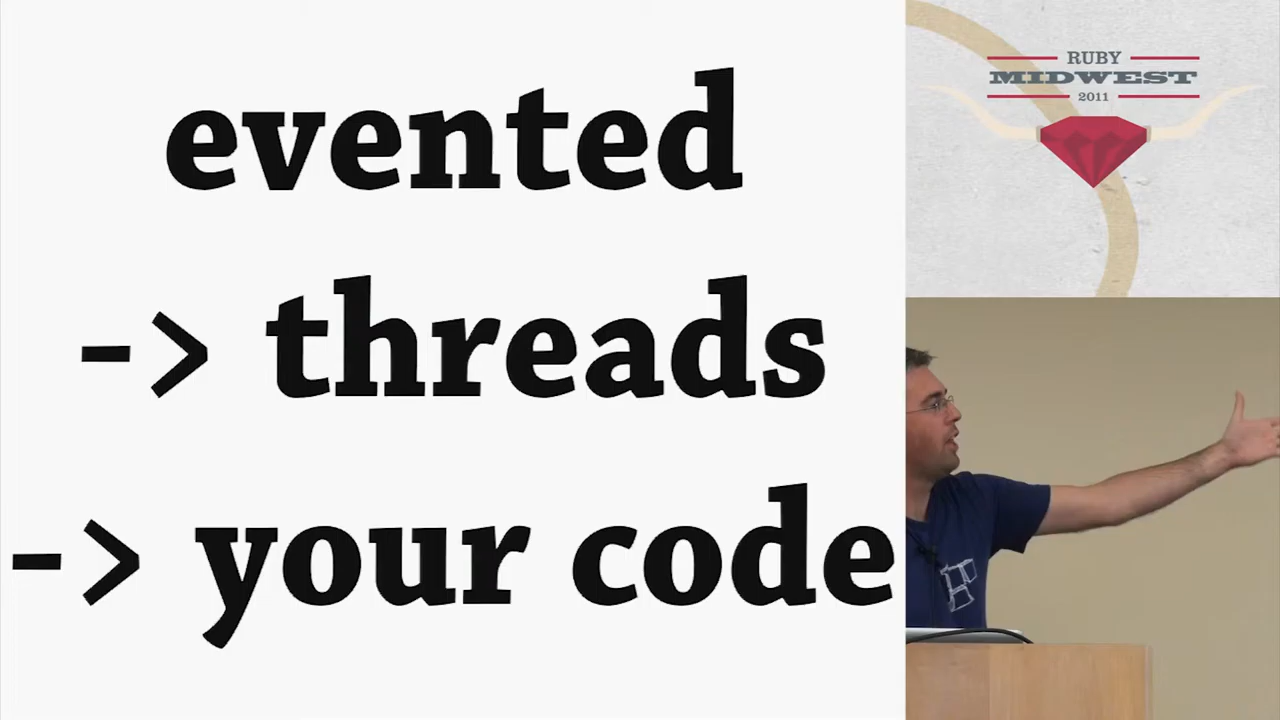 evented
-> threads
-> your code
RUBY
MIDWEST
2011